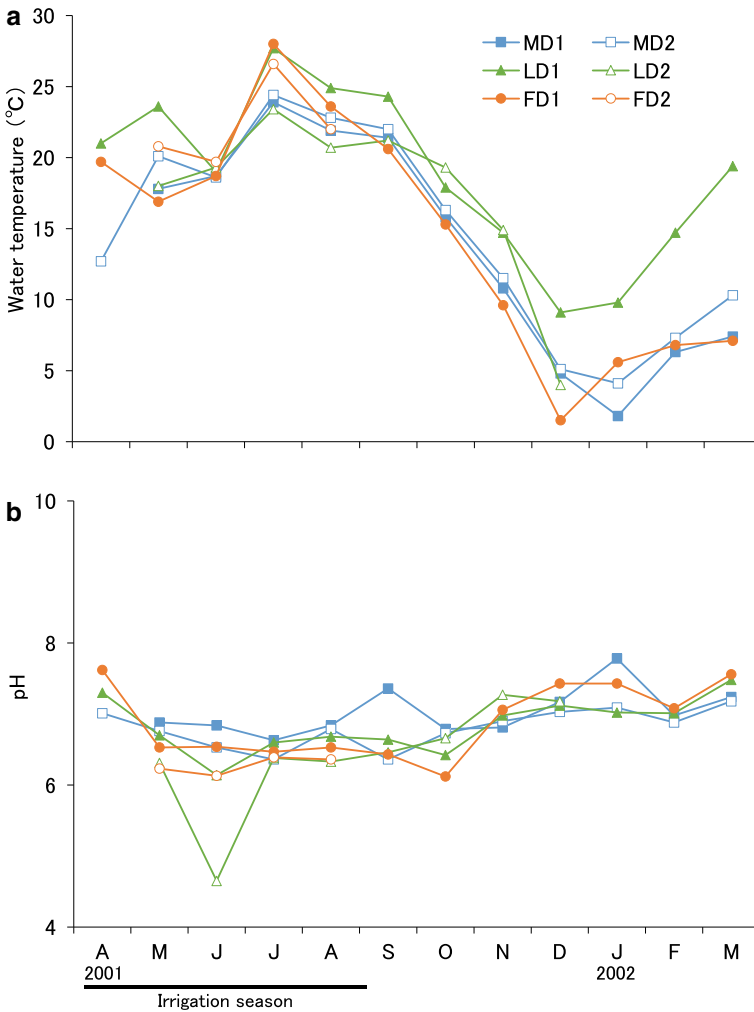 a
30
25
20
15
10
5
0
Water temperature (℃)
MD1 MD2
LD1 LD2
FD1 FD2
b
10
8
6
4
pH
A M J J A S O N D J F M
2001 2002
Irrigation season